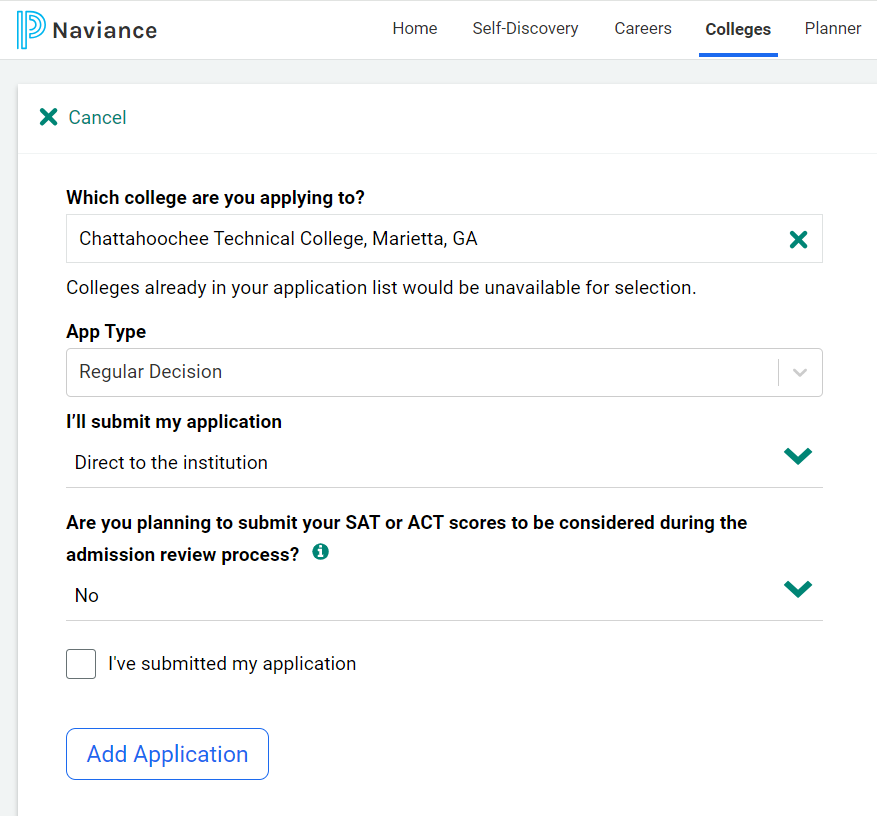 Naviance
Home Self-Discovery Careers Colleges Planner
Cancel
Which college are you applying to?
Chattahoochee Technical College, Marietta, GA
Colleges already in your application list would be unavailable for selection.
App Type
Regular Decision
I’ll submit my application
Direct to the institution
Are you planning to submit your SAT or ACT scores to be considered during the
admission review process?
No
I've submitted my application
Add Application